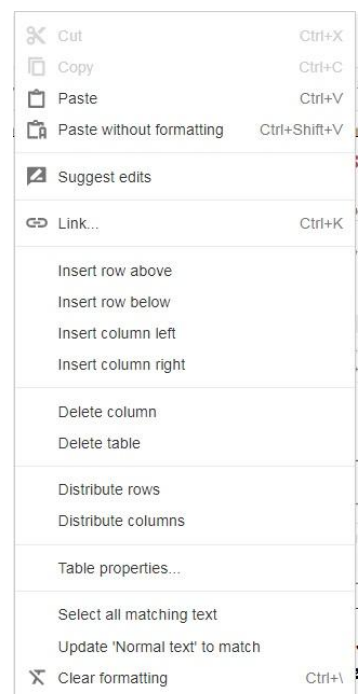 Cut Ctrl+X
Copy Ctrl+C
Paste Ctrl+V
Paste without formatting Ctrl+Shift+V
Suggest edits
Link... Ctrl+K
Insert row above
Insert row below
Insert column left
Insert column right
Delete column
Delete table
Distribute rows
Distribute columns
Table properties...
Select all matching text
Update 'Normal text' to match
Clear formatting Ctrl+\